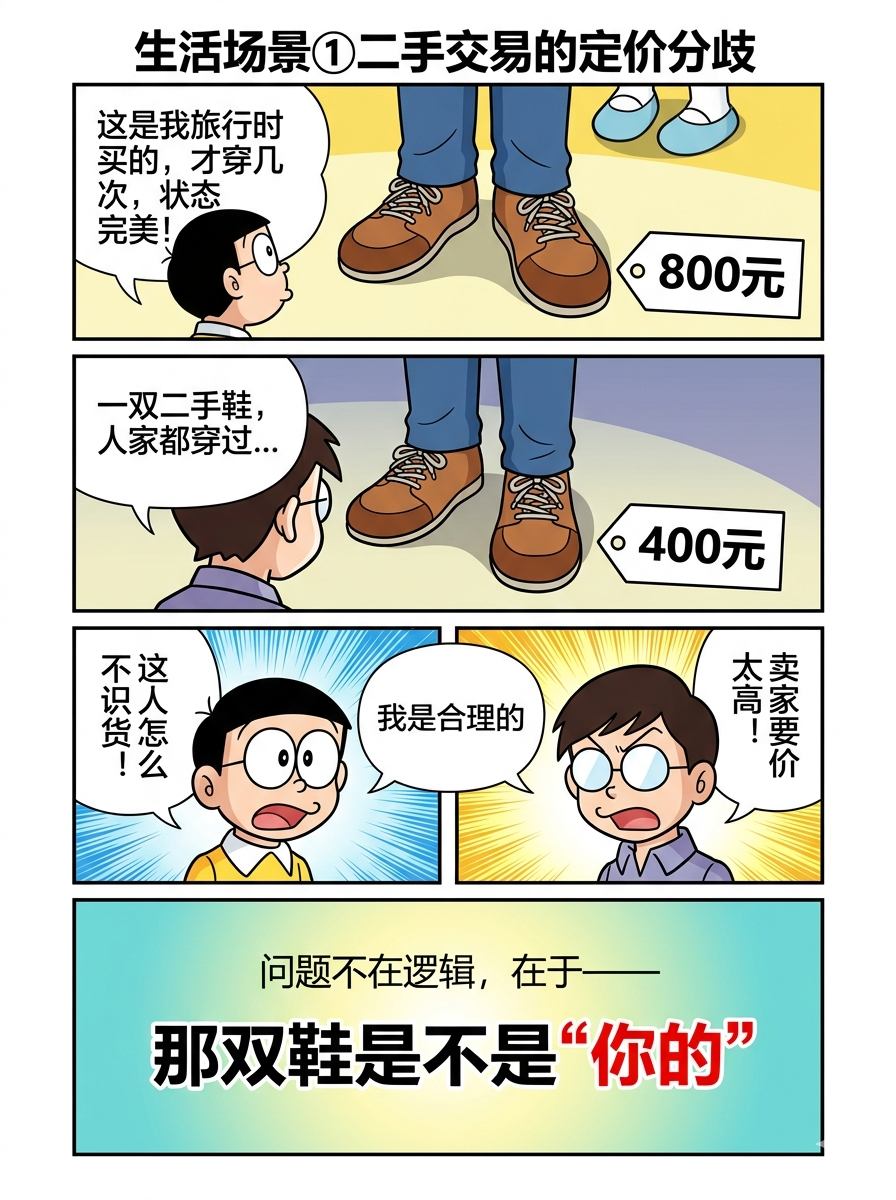 生活场景①二手交易的定价分歧
这是我旅行时
买的，才穿几
次，状态
完美！
800元
一双二手鞋，
人家都穿过...
400元
这人怎么
不识货！
我是合理的
卖家要价
太高！
问题不在逻辑，在于——
那双鞋是不是“你的”